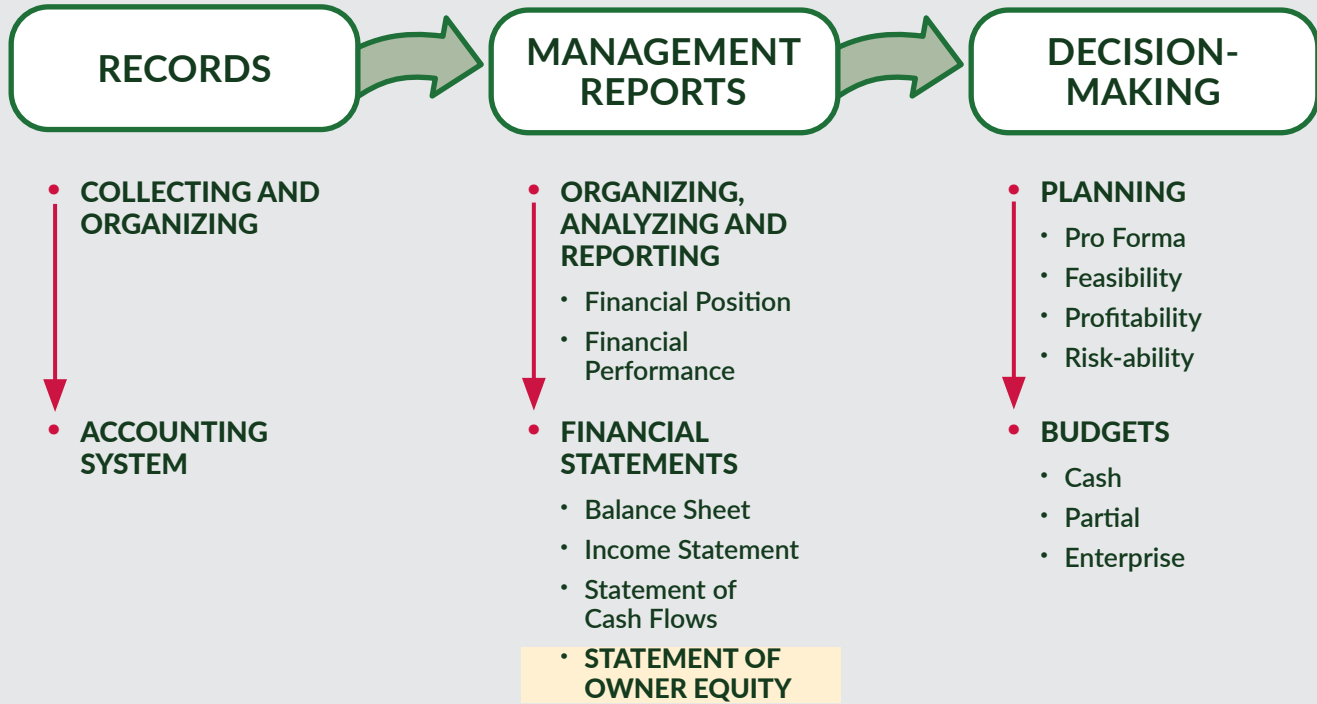 RECORDS
MANAGEMENT
REPORTS
DECISION-
MAKING
• COLLECTING AND
ORGANIZING
• ACCOUNTING
SYSTEM
• ORGANIZING,
ANALYZING AND
REPORTING
• Financial Position
• Financial
Performance
• FINANCIAL
STATEMENTS
• Balance Sheet
• Income Statement
• Statement of
Cash Flows
• STATEMENT OF
OWNER EQUITY
• PLANNING
• Pro Forma
• Feasibility
• Profitability
• Risk-ability
• BUDGETS
• Cash
• Partial
• Enterprise